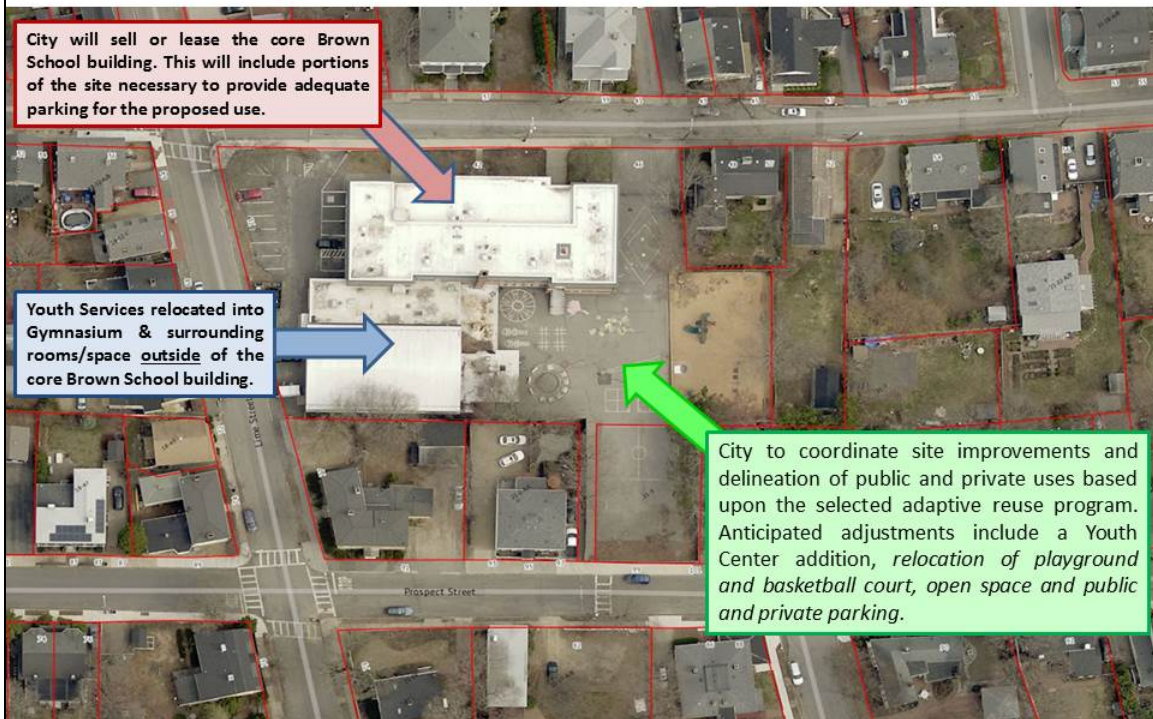 City will sell or lease the core Brown
School building. This will include portions
of the site necessary to provide adequate
parking for the proposed use.
Youth Services relocated into
Gymnasium & surrounding
rooms/space outside of the
core Brown School building.
Lime Street
City to coordinate site improvements and
delineation of public and private uses based
upon the selected adaptive reuse program.
Anticipated adjustments include a Youth
Center addition, relocation of playground
and basketball court, open space and public
and private parking.
Prospect Street
42
46